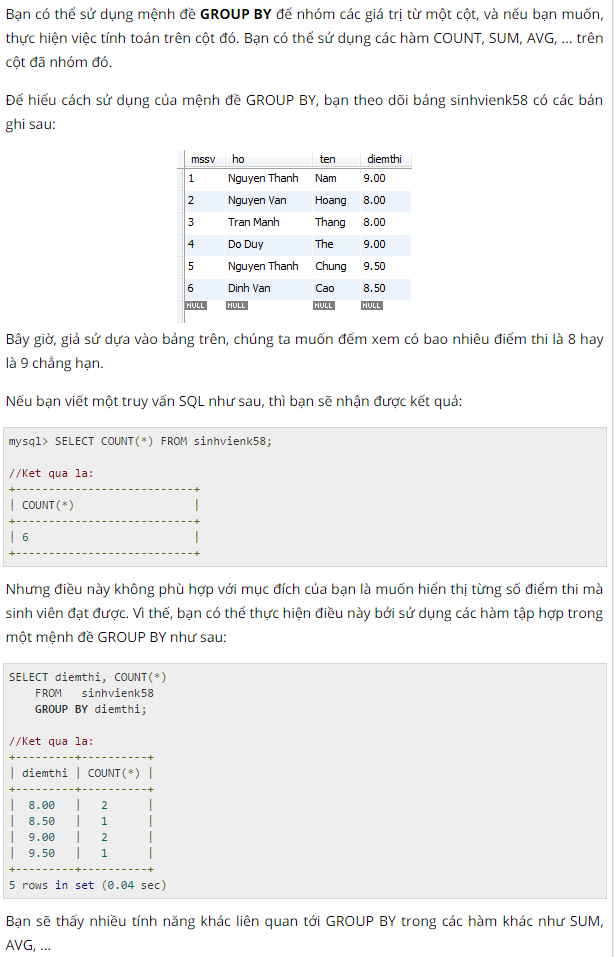 Bạn có thể sử dụng mệnh đề GROUP BY để nhóm các giá trị từ một cột, và nếu bạn muốn,
thực hiện việc tính toán trên cột đó. Bạn có thể sử dụng các hàm COUNT, SUM, AVG, ... trên
cột đã nhóm đó.
Để hiểu cách sử dụng của mệnh đề GROUP BY, bạn theo dõi bảng sinhvienk58 có các bản
ghi sau:
mssv ho ten diemthi
1 Nguyen Thanh Nam 9.00
2 Nguyen Van Hoang 8.00
3 Tran Manh Thang 8.00
4 Do Duy The 9.00
5 Nguyen Thanh Chung 9.50
6 Dinh Van Cao 8.50
NULL NULL NULL NULL
Bây giờ, giả sử dựa vào bảng trên, chúng ta muốn đếm xem có bao nhiêu điểm thi là 8 hay
là 9 chẳng hạn.
Nếu bạn viết một truy vấn SQL như sau, thì bạn sẽ nhận được kết quả:
mysql> SELECT COUNT(*) FROM sinhvienk58;
//Ket qua la:
+---------------------------+
| COUNT(*) |
+---------------------------+
| 6 |
+---------------------------+
Nhưng điều này không phù hợp với mục đích của bạn là muốn hiển thị từng số điểm thi mà
sinh viên đạt được. Vì thế, bạn có thể thực hiện điều này bởi sử dụng các hàm tập hợp trong
một mệnh đề GROUP BY như sau:
SELECT diemthi, COUNT(*)
FROM sinhvienk58
GROUP BY diemthi;
//Ket qua la:
+---------+----------+
| diemthi | COUNT(*) |
+---------+----------+
| 8.00 | 2 |
| 8.50 | 1 |
| 9.00 | 2 |
| 9.50 | 1 |
+---------+----------+
5 rows in set (0.04 sec)
Bạn sẽ thấy nhiều tính năng khác liên quan tới GROUP BY trong các hàm khác như SUM,
AVG, ...